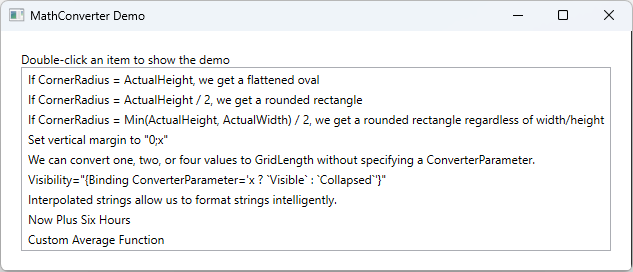 MathConverter Demo
Double-click an item to show the demo
If CornerRadius = ActualHeight, we get a flattened oval
If CornerRadius = ActualHeight / 2, we get a rounded rectangle
If CornerRadius = Min(ActualHeight, ActualWidth) / 2, we get a rounded rectangle regardless of width/height
Set vertical margin to "0;x"
We can convert one, two, or four values to GridLength without specifying a ConverterParameter.
Visibility="{Binding ConverterParameter='x ? `Visible` : `Collapsed`'}"
Interpolated strings allow us to format strings intelligently.
Now Plus Six Hours
Custom Average Function